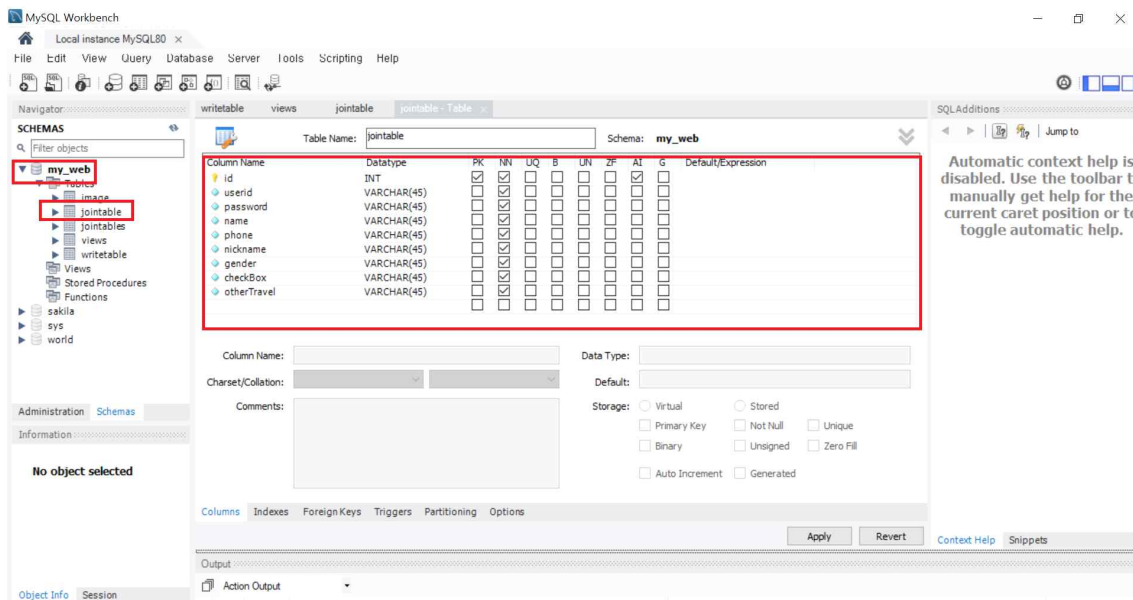 MySQL Workbench
Local instance MySQL80
File Edit View Query Database Server Tools Scripting Help
Navigator
SCHEMAS
Filter objects
my_web
Tables
image
jointable
jointables
views
writetable
Views
Stored Procedures
Functions
sakila
sys
world
Administration Schemas
Information
No object selected
Object Info Session
writetable views jointable jointable - Table
Table Name: jointable Schema: my_web
Column Name Datatype PK NN UQ B UN ZF AI G Default/Expression
id INT
userid VARCHAR(45)
password VARCHAR(45)
name VARCHAR(45)
phone VARCHAR(45)
nickname VARCHAR(45)
gender VARCHAR(45)
checkBox VARCHAR(45)
otherTravel VARCHAR(45)
Column Name: Data Type:
Charset/Collation: Default:
Comments: Storage: Virtual Stored
Primary Key Not Null Unique
Binary Unsigned Zero Fill
Auto Increment Generated
Columns Indexes Foreign Keys Triggers Partitioning Options
Apply Revert
Output
Action Output
SQLAdditions
Jump to
Automatic context help is
disabled. Use the toolbar t
manually get help for the
current caret position or to
toggle automatic help.
Context Help Snippets